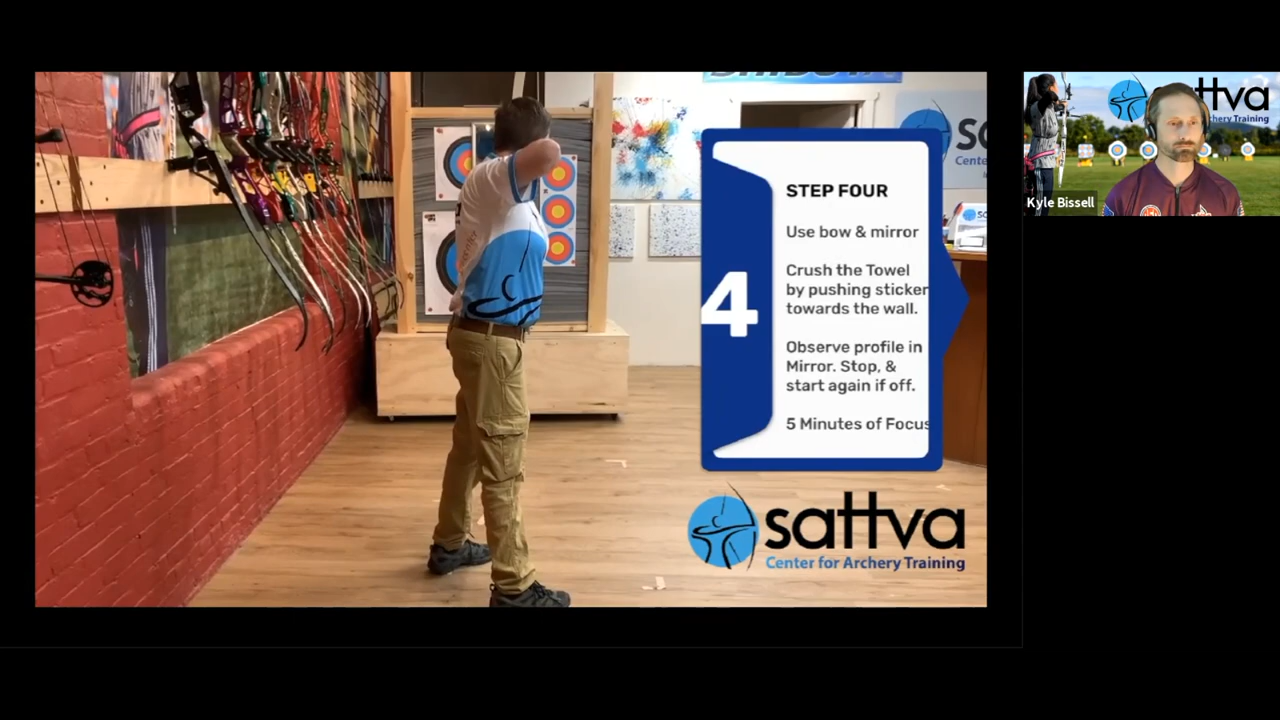 STEP FOUR
Use bow & mirror
Crush the Towel
by pushing sticker
towards the wall.
Observe profile in
Mirror. Stop, &
start again if off.
5 Minutes of Focus
4
sattva
Center for Archery Training
Kyle Bissell